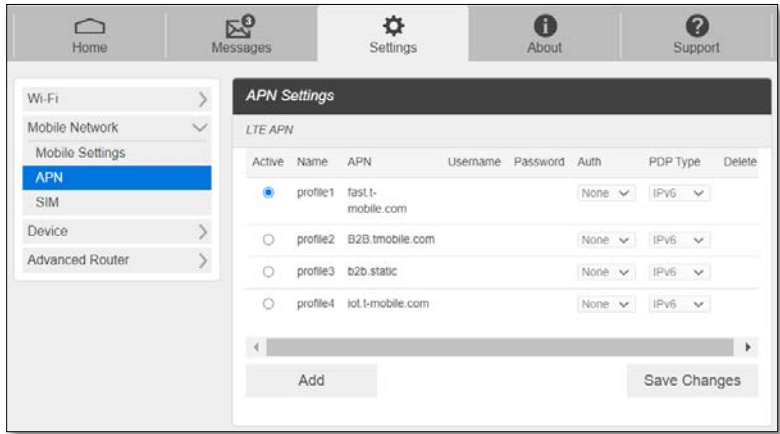 3
Home Messages Settings About Support
Wi-Fi
Mobile Network
Mobile Settings
APN
SIM
Device
Advanced Router
APN Settings
LTE APN
Active Name APN Username Password Auth PDP Type Delete
profile1 fast.t-
mobile.com None IPv6
profile2 B2B.tmobile.com None IPv6
profile3 b2b.static None IPv6
profile4 iot.t-mobile.com None IPv6
Add Save Changes